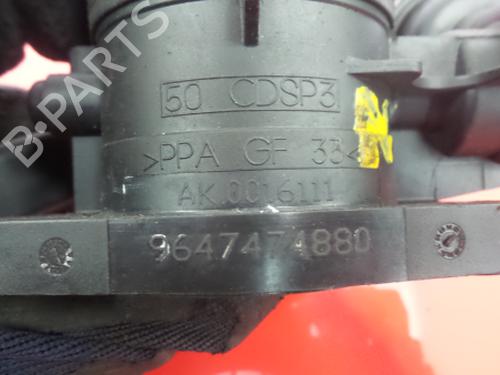 50 CDSP3
>PPA GF 33<
AK.0016111
9647474880
B-PARTS